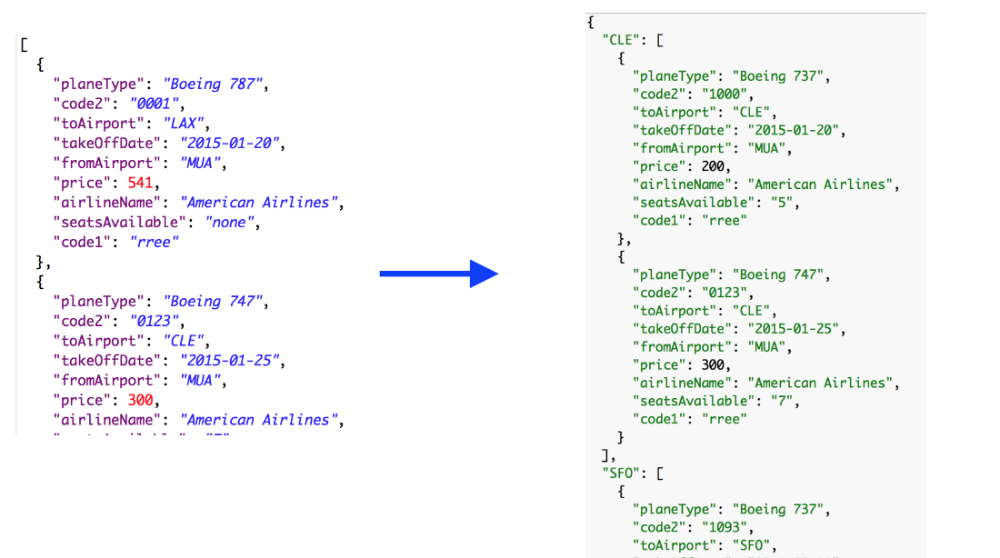 [
  {
    "planeType": "Boeing 787",
    "code2": "0001",
    "toAirport": "LAX",
    "takeOffDate": "2015-01-20",
    "fromAirport": "MUA",
    "price": 541,
    "airlineName": "American Airlines",
    "seatsAvailable": "none",
    "code1": "rree"
  },
  {
    "planeType": "Boeing 747",
    "code2": "0123",
    "toAirport": "CLE",
    "takeOffDate": "2015-01-25",
    "fromAirport": "MUA",
    "price": 300,
    "airlineName": "American Airlines",
{
  "CLE": [
    {
      "planeType": "Boeing 737",
      "code2": "1000",
      "toAirport": "CLE",
      "takeOffDate": "2015-01-20",
      "fromAirport": "MUA",
      "price": 200,
      "airlineName": "American Airlines",
      "seatsAvailable": "5",
      "code1": "rree"
    },
    {
      "planeType": "Boeing 747",
      "code2": "0123",
      "toAirport": "CLE",
      "takeOffDate": "2015-01-25",
      "fromAirport": "MUA",
      "price": 300,
      "airlineName": "American Airlines",
      "seatsAvailable": "7",
      "code1": "rree"
    }
  ],
  "SFO": [
    {
      "planeType": "Boeing 737",
      "code2": "1093",
      "toAirport": "SFO",